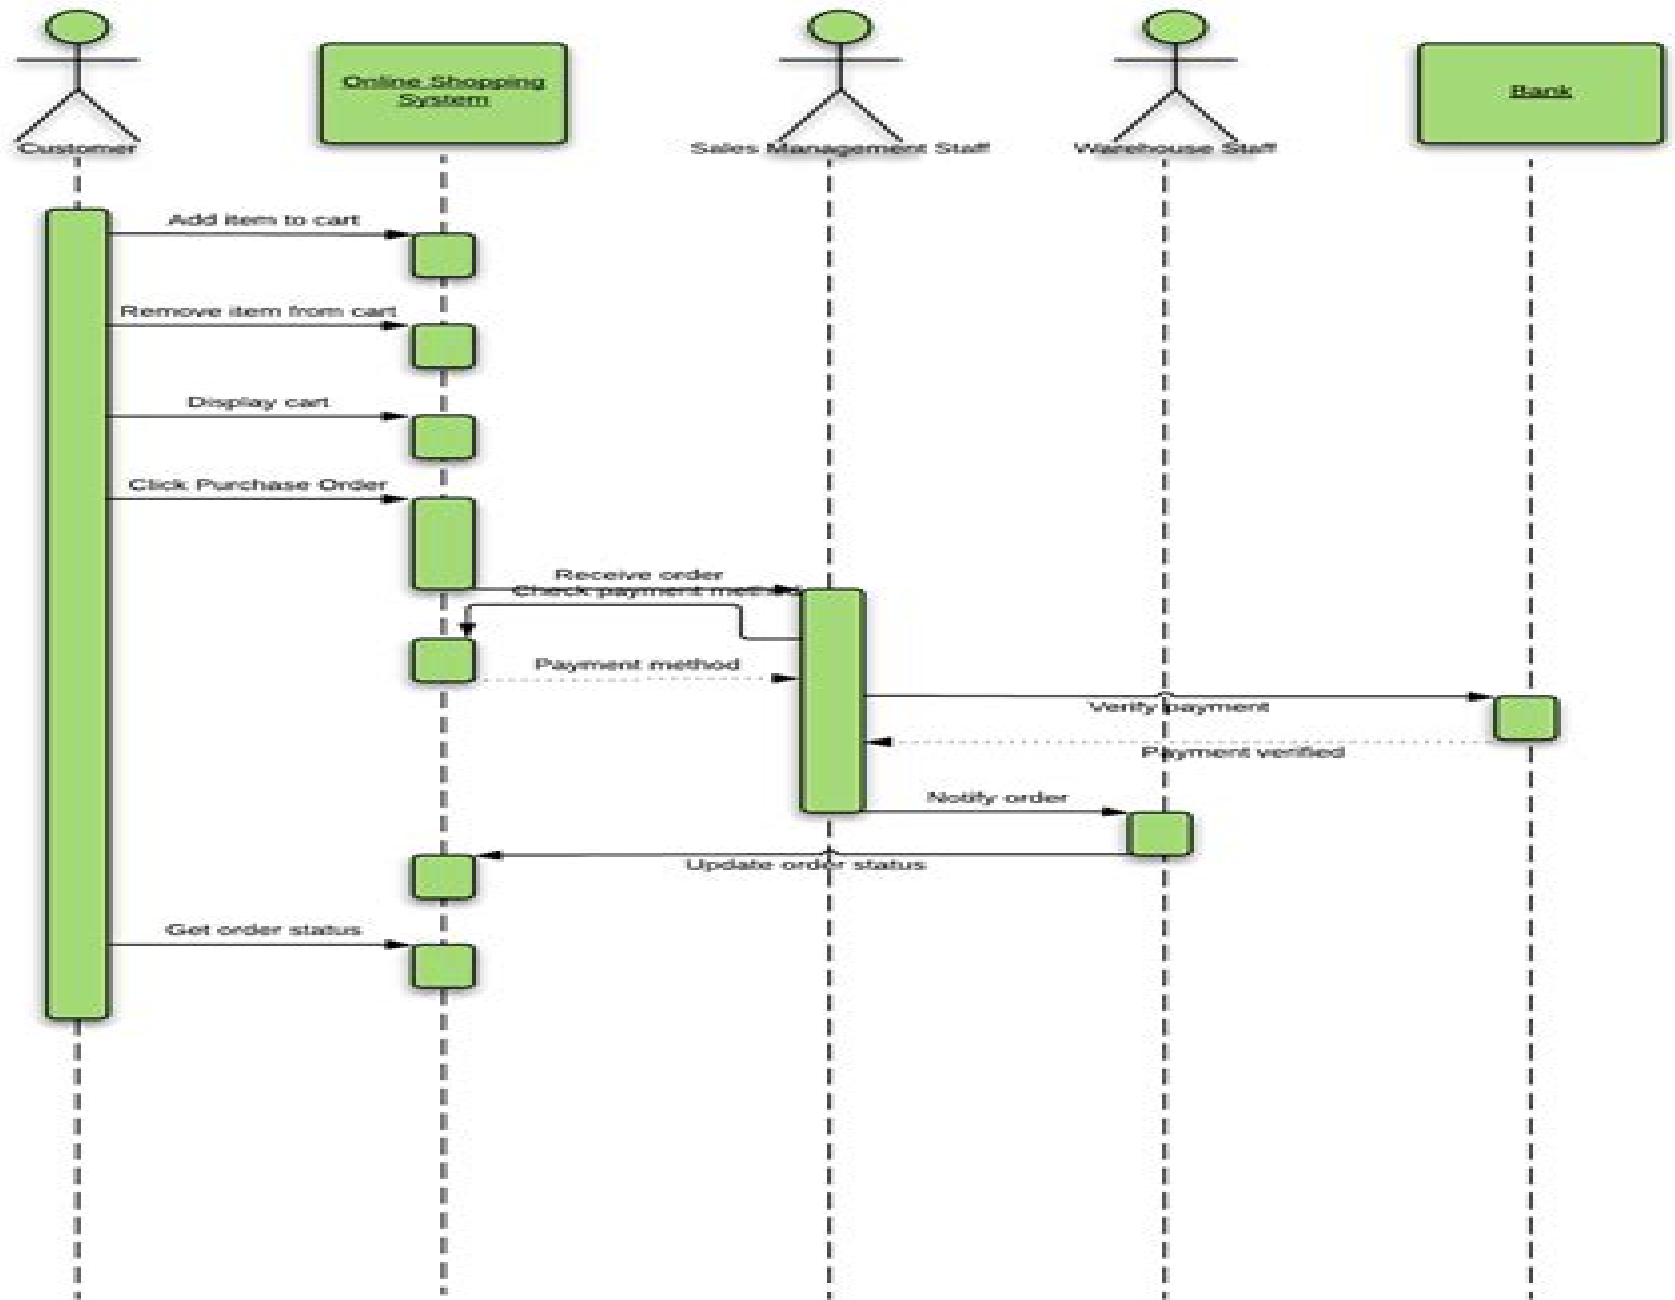 Online Shopping
System
Bank
Customer
Sales Management Staff
Warehouse Staff
Add item to cart
Remove item from cart
Display cart
Click Purchase Order
Receive order
Check payment method
Payment method
Verify payment
Payment verified
Notify order
Update order status
Get order status